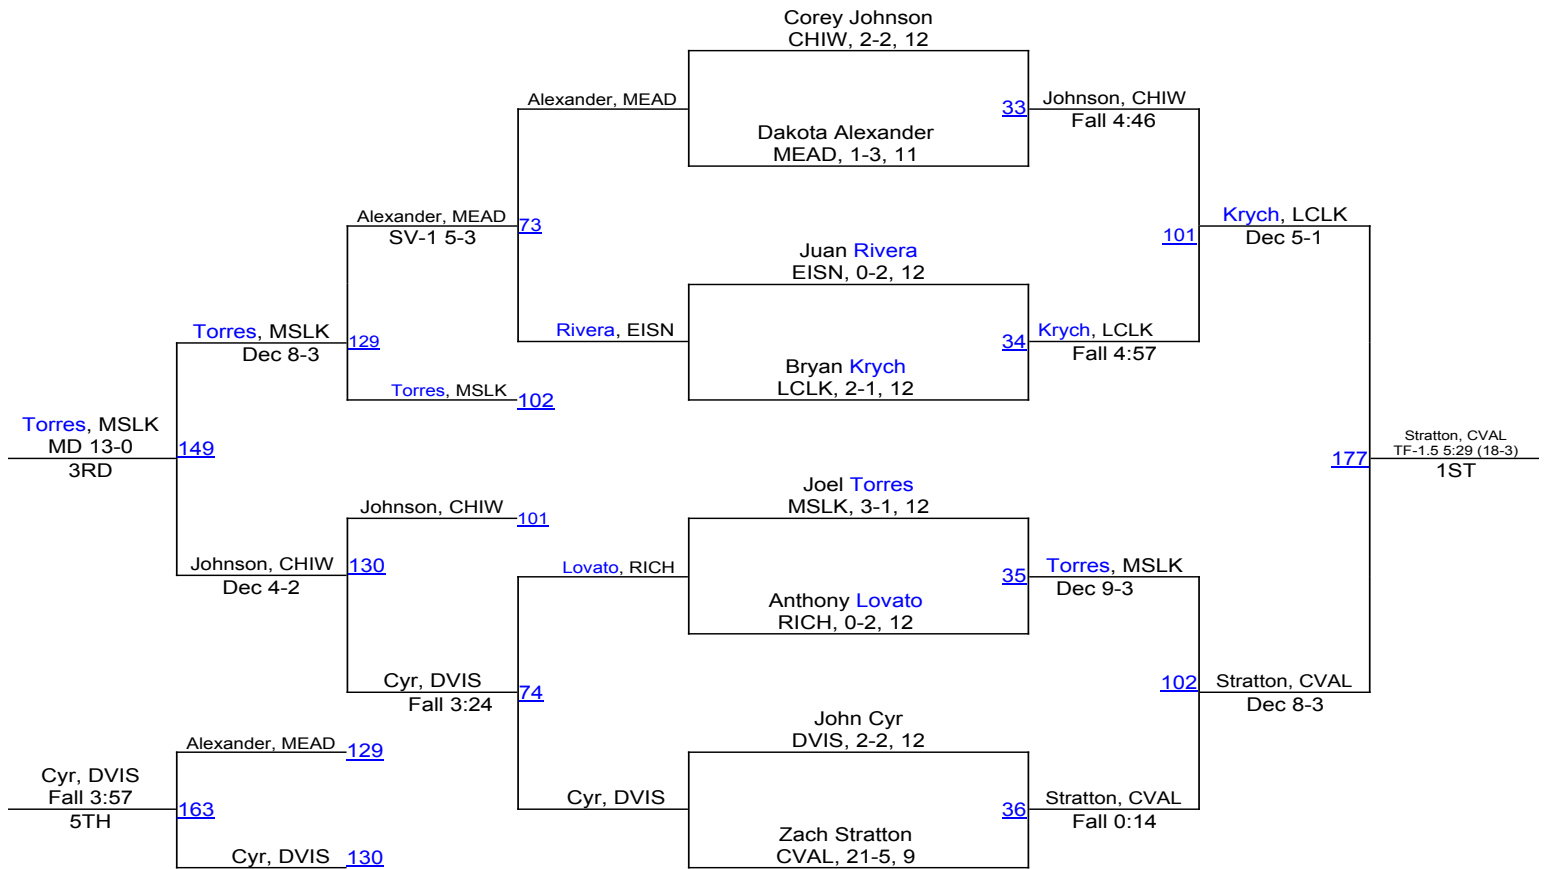 Corey Johnson
CHIW, 2-2, 12
Alexander, MEAD
33
Johnson, CHIW
Fall 4:46
Dakota Alexander
MEAD, 1-3, 11
Alexander, MEAD
SV-1 5-3
73
101
Krych, LCLK
Dec 5-1
Juan Rivera
EISN, 0-2, 12
Torres, MSLK
Dec 8-3
129
Rivera, EISN
34
Krych, LCLK
Fall 4:57
Bryan Krych
LCLK, 2-1, 12
Torres, MSLK
102
Torres, MSLK
MD 13-0
3RD
149
177
Stratton, CVAL
TF-1.5 5:29 (18-3)
1ST
Joel Torres
MSLK, 3-1, 12
Johnson, CHIW
101
Johnson, CHIW
Dec 4-2
130
Lovato, RICH
35
Torres, MSLK
Dec 9-3
Anthony Lovato
RICH, 0-2, 12
Cyr, DVIS
Fall 3:24
74
102
Stratton, CVAL
Dec 8-3
John Cyr
DVIS, 2-2, 12
Alexander, MEAD
129
Cyr, DVIS
Fall 3:57
5TH
163
Cyr, DVIS
36
Stratton, CVAL
Fall 0:14
Zach Stratton
CVAL, 21-5, 9
Cyr, DVIS
130